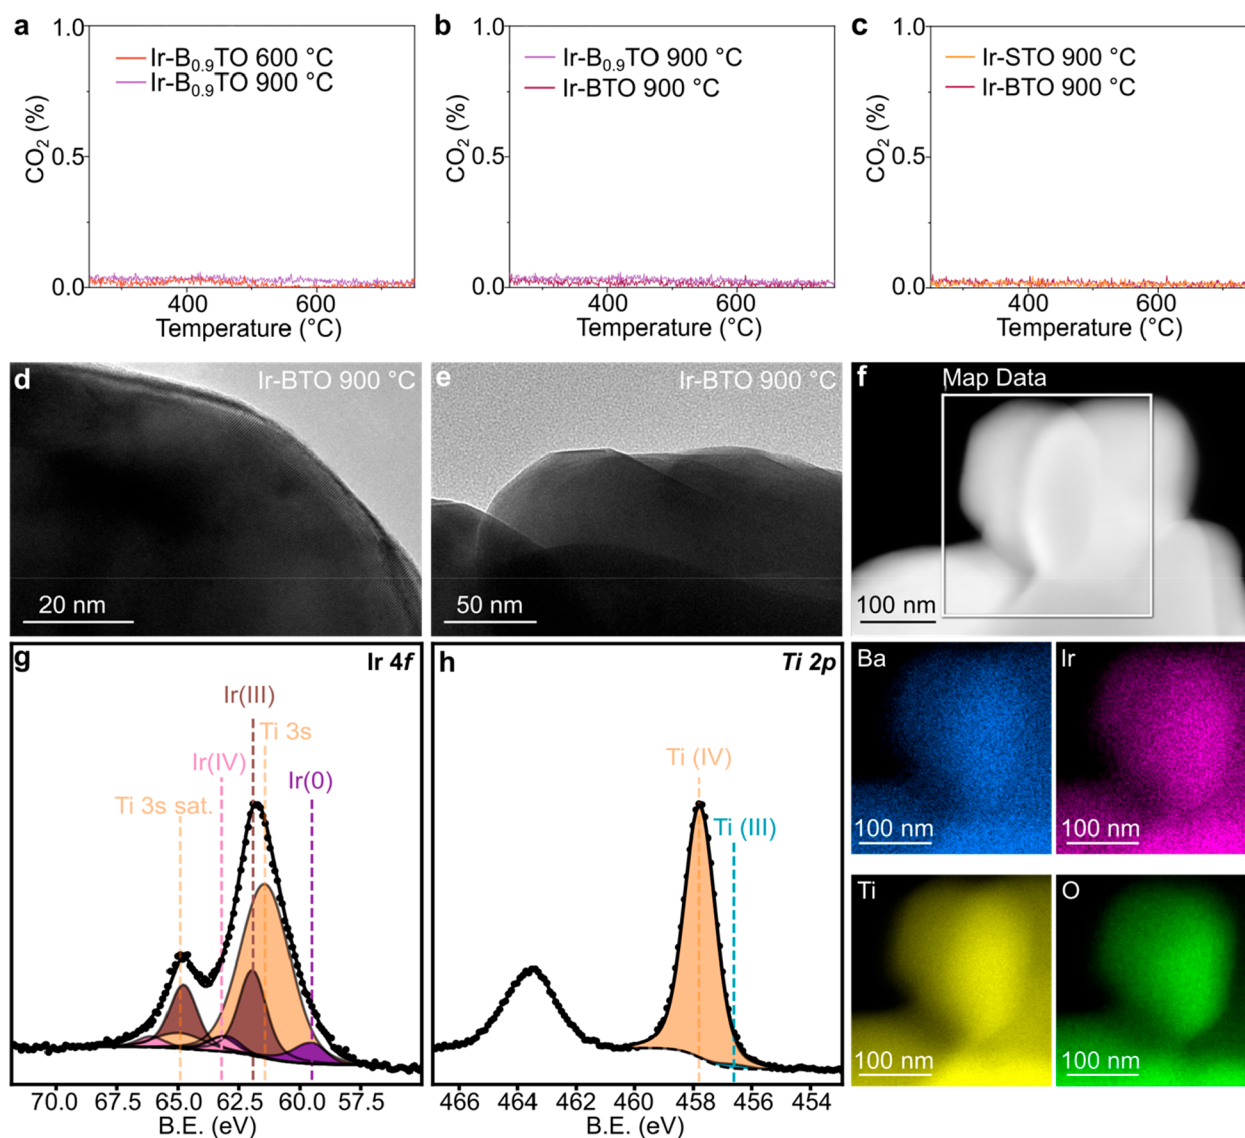 a
1.0
Ir-B0.9TO 600 °C
Ir-B0.9TO 900 °C
CO2 (%)
0.5
0.0
400
600
Temperature (°C)
b
1.0
Ir-B0.9TO 900 °C
Ir-BTO 900 °C
CO2 (%)
0.5
0.0
400
600
Temperature (°C)
c
1.0
Ir-STO 900 °C
Ir-BTO 900 °C
CO2 (%)
0.5
0.0
400
600
Temperature (°C)
d
Ir-BTO 900 °C
20 nm
e
Ir-BTO 900 °C
50 nm
f
Map Data
100 nm
g
Ir 4f
Ir(III)
Ti 3s
Ir(IV)
Ir(0)
Ti 3s sat.
70.0 67.5 65.0 62.5 60.0 57.5
B.E. (eV)
h
Ti 2p
Ti (IV)
Ti (III)
466 464 462 460 458 456 454
B.E. (eV)
Ba
100 nm
Ir
100 nm
Ti
100 nm
O
100 nm